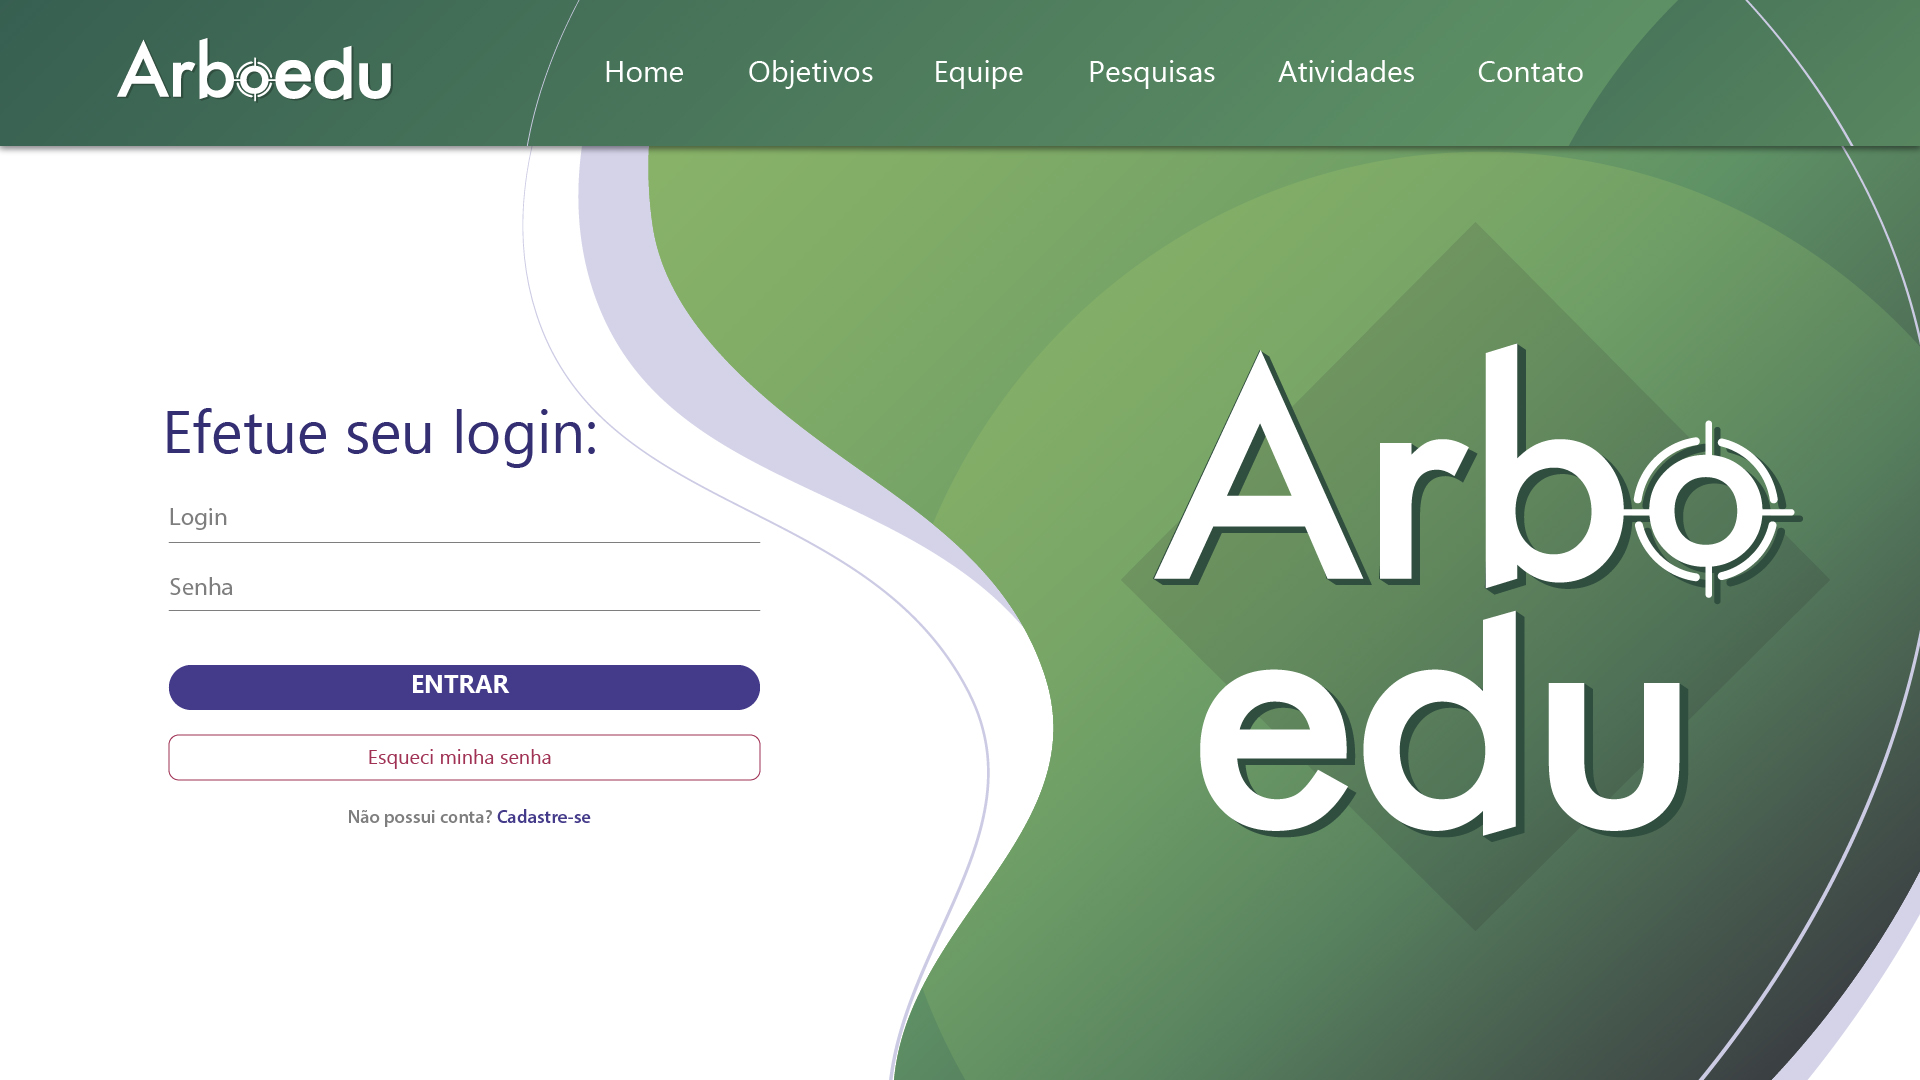 Arboedu
Home Objetivos Equipe Pesquisas Atividades Contato
Efetue seu login:
Login
Senha
ENTRAR
Esqueci minha senha
Não possui conta? Cadastre-se
Arbo
edu